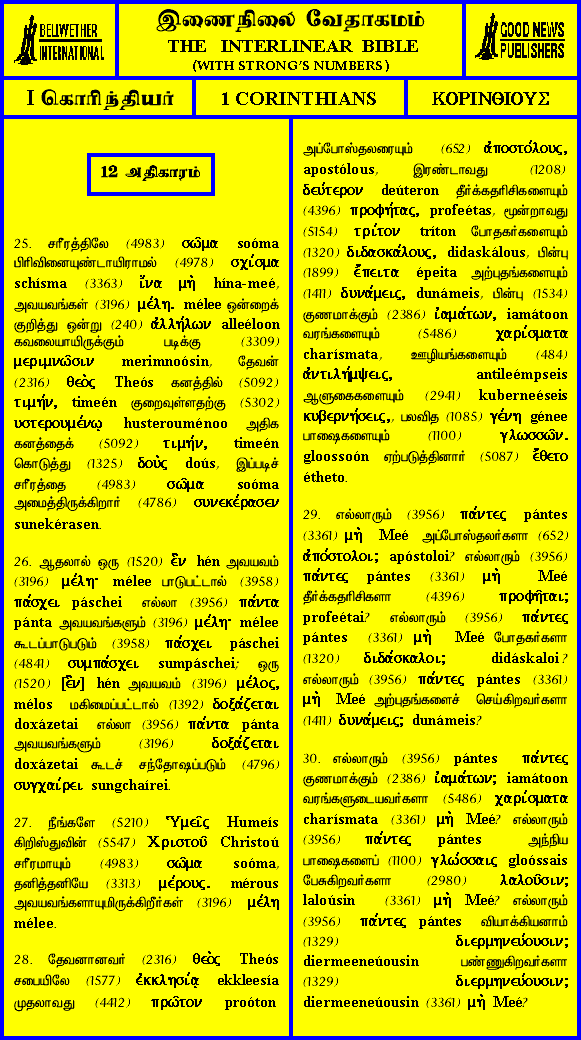 BELLWETHER
INTERNATIONAL
இணைநிலை வேதாகமம்
THE INTERLINEAR BIBLE
(WITH STRONG'S NUMBERS)
GOOD NEWS
PUBLISHERS
I கொரிந்தியர்
1 CORINTHIANS
ΚΟΡΙΝΘΙΟΥΣ
12 அதிகாரம்
25. சரீரத்திலே (4983) σῶμα soóma
பிரிவினையுண்டாயிராமல் (4978) σχίσμα
schísma (3363) ἵνα μὴ hína-meé,
அவயவங்கள் (3196) μέλη. mélee ஒன்றைக்
குறித்து ஒன்று (240) ἀλλήλων alleéloon
கவலையாயிருக்கும் படிக்கு (3309)
μεριμνῶσιν merimnoósin, தேவன்
(2316) θεὸς Theós கனத்தில் (5092)
τιμήν, timeén குறைவுள்ளதற்கு (5302)
υστερουμένῳ husterouménoo அதிக
கனத்தைக் (5092) τιμήν, timeén
கொடுத்து (1325) δοὺς doús, இப்படிச்
சரீரத்தை (4983) σῶμα soóma
அமைத்திருக்கிறார் (4786) συνεκέρασεν
sunekérasen.
26. ஆதலால் ஒரு (1520) ἓν hén அவயவம்
(3196) μέλη· mélee பாடுபட்டால் (3958)
πάσχει páschei எல்லா (3956) πάντα
pánta அவயவங்களும் (3196) μέλη· mélee
கூடப்பாடுபடும் (3958) πάσχει páschei
(4841) συμπάσχει sumpáschei; ஒரு
(1520) [ἓν] hén அவயவம் (3196) μέλος,
mélos மகிமைப்பட்டால் (1392) δοξάζεται
doxázetai எல்லா (3956) πάντα pánta
அவயவங்களும் (3196) δοξάζεται
doxázetai கூடச் சந்தோஷப்படும் (4796)
συγχαίρει sungchaírei.
27. நீங்களே (5210) Ὑμεῖς Humeís
கிறிஸ்துவின் (5547) Χριστοῦ Christoú
சரீரமாயும் (4983) σῶμα soóma,
தனித்தனியே (3313) μέρους. mérous
அவயவங்களாயுமிருக்கிறீர்கள் (3196) μέλη
mélee.
28. தேவனானவர் (2316) θεὸς Theós
சபையிலே (1577) ἐκκλησίᾳ ekkleesía
முதலாவது (4412) πρῶτον proóton
அப்போஸ்தலரையும் (652) ἀποστόλους,
apostólous, இரண்டாவது (1208)
δεύτερον deúteron தீர்க்கதரிசிகளையும்
(4396) προφήτας, profeétas, மூன்றாவது
(5154) τρίτον tríton போதகர்களையும்
(1320) διδασκάλους, didaskálous, பின்பு
(1899) ἔπειτα épeita அற்புதங்களையும்
(1411) δυνάμεις, dunámeis, பின்பு (1534)
குணமாக்கும் (2386) ἰαμάτων, iamátoon
வரங்களையும் (5486) χαρίσματα
charísmata, ஊழியங்களையும் (484)
ἀντιλήμψεις, antileémpseis
ஆளுகைகளையும் (2941) kuberneéseis
κυβερνήσεις,, பலவித (1085) γένη génee
பாஷைகளையும் (1100) γλωσσῶν.
gloossoón ஏற்படுத்தினார் (5087) ἔθετο
étheto.
29. எல்லாரும் (3956) πάντες pántes
(3361) μὴ Meé அப்போஸ்தலர்களா (652)
ἀπόστολοι; apóstoloi? எல்லாரும் (3956)
πάντες pántes (3361) μὴ Meé
தீர்க்கதரிசிகளா (4396) προφῆται;
profeétai? எல்லாரும் (3956) πάντες
pántes (3361) μὴ Meé போதகர்களா
(1320) διδάσκαλοι; didáskaloi?
எல்லாரும் (3956) πάντες pántes (3361)
μὴ Meé அற்புதங்களைச் செய்கிறவர்களா
(1411) δυνάμεις; dunámeis?
30. எல்லாரும் (3956) pántes πάντες
குணமாக்கும் (2386) ἰαμάτων; iamátoon
வரங்களுடையவர்களா (5486) χαρίσματα
charísmata (3361) μὴ Meé? எல்லாரும்
(3956) πάντες pántes அந்நிய
பாஷைகளைப் (1100) γλώσσαις gloóssais
பேசுகிறவர்களா (2980) λαλοῦσιν;
laloúsin (3361) μὴ Meé? எல்லாரும்
(3956) πάντες pántes வியாக்கியானம்
(1329) διερμηνεύουσιν;
diermeeneúousin பண்ணுகிறவர்களா
(1329) διερμηνεύουσιν;
diermeeneúousin (3361) μὴ Meé?